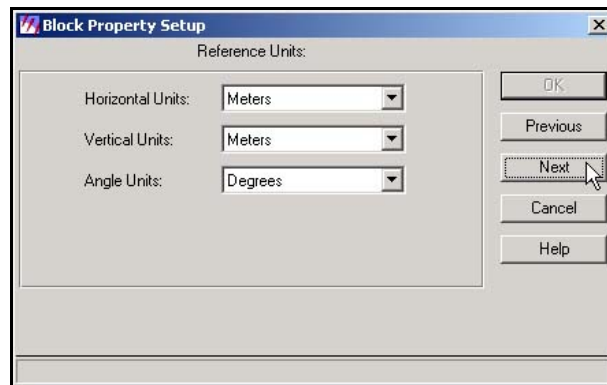 Block Property Setup
Reference Units:
Horizontal Units: Meters
Vertical Units: Meters
Angle Units: Degrees
OK
Previous
Next
Cancel
Help